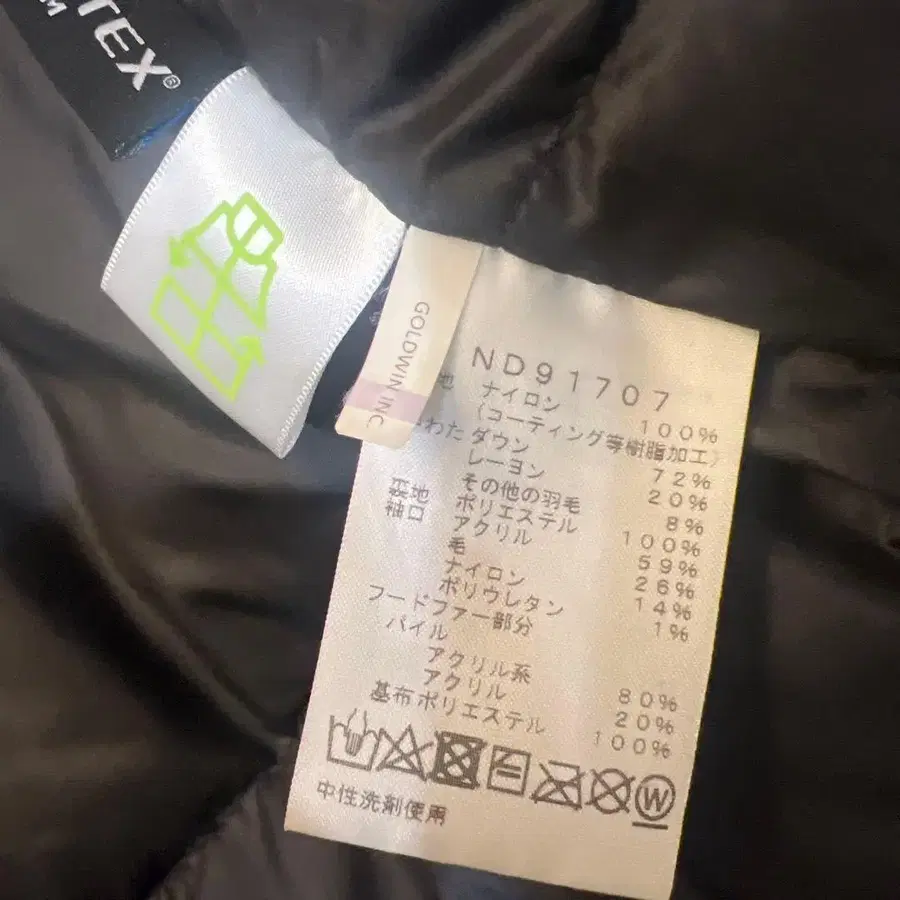 TEX®
M
GOLDWIN INC
ND91707
地 ナイロン 100%
(コーティング等樹脂加工)
わた ダウン 72%
レーヨン 20%
その他の羽毛 8%
地 ポリエステル 100%
袖口 アクリル 59%
毛 26%
ナイロン 14%
ポリウレタン 1%
フードファー部分
パイル
アクリル系 80%
アクリル 20%
基布 ポリエステル 100%
W
中性洗剤使用